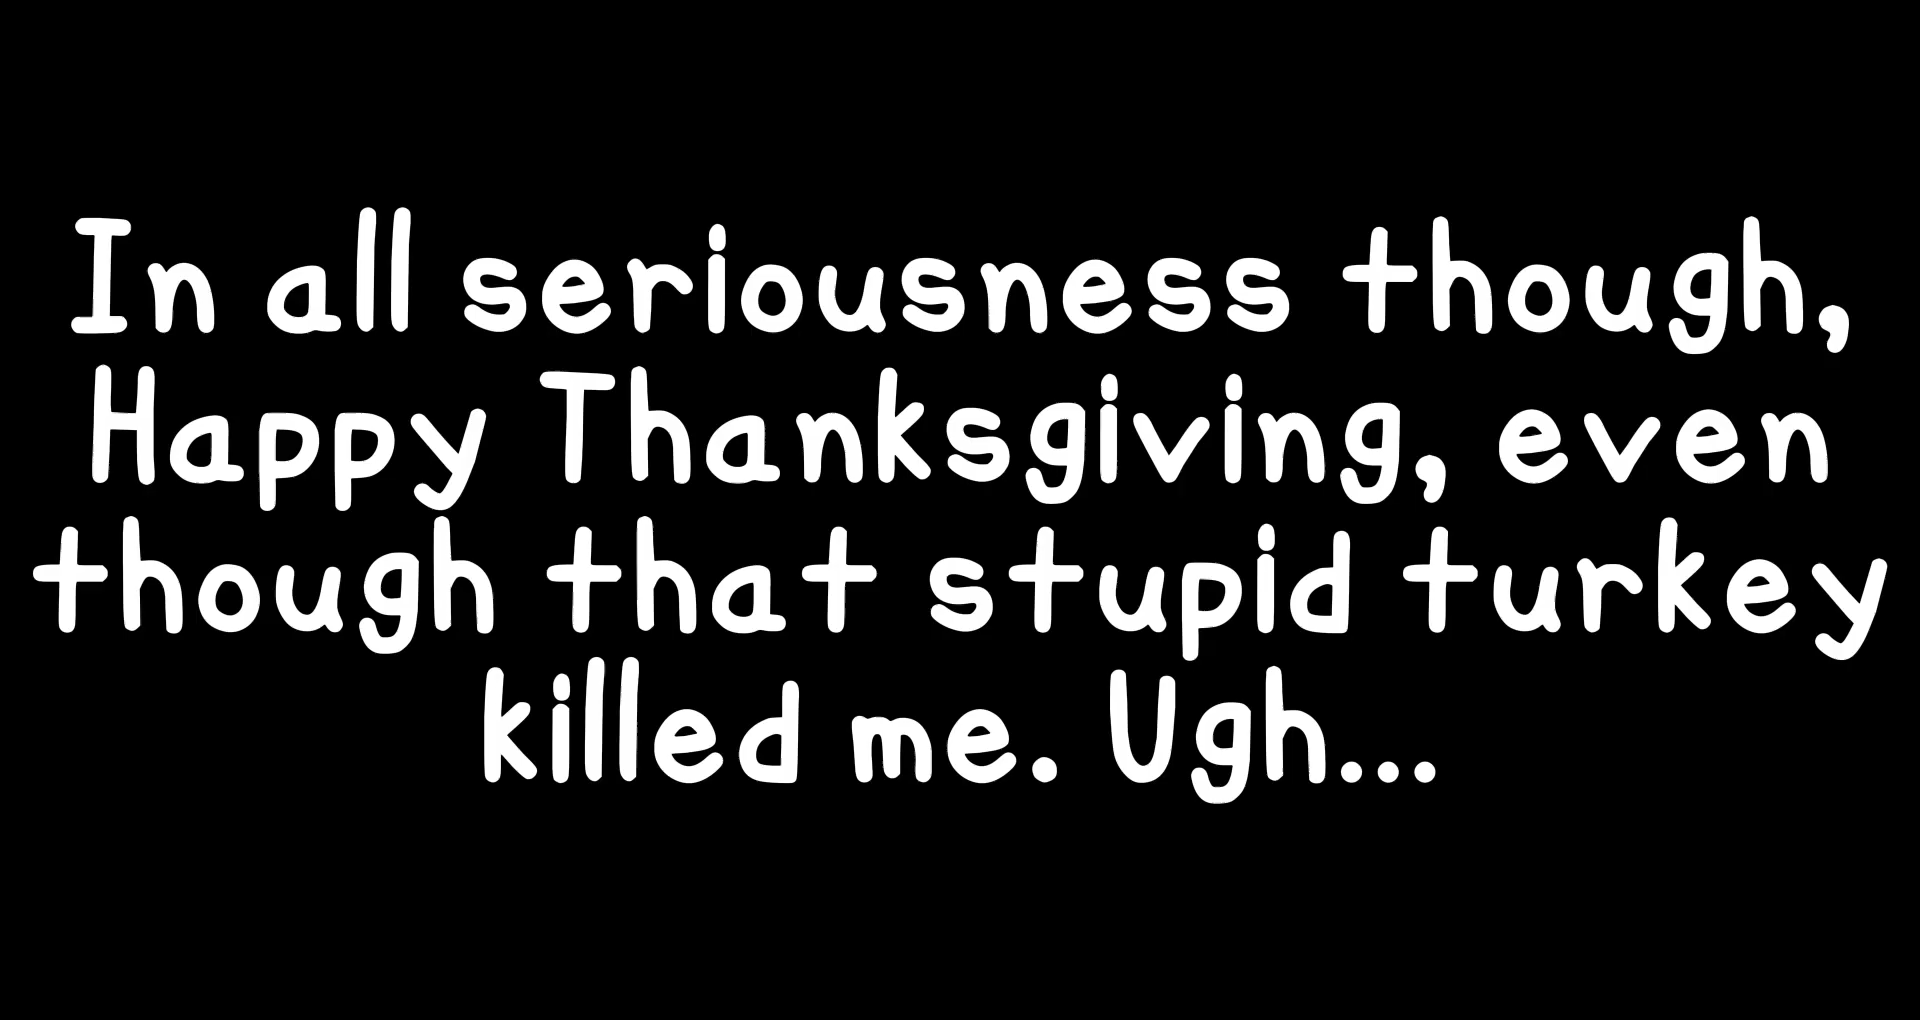 In all seriousness though,
Happy Thanksgiving, even
though that stupid turkey
killed me. Ugh...